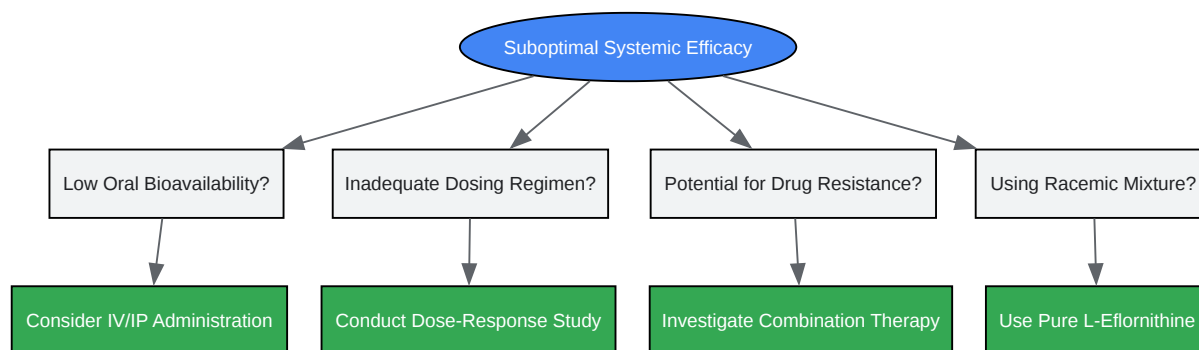 Suboptimal Systemic Efficacy
Low Oral Bioavailability?
Inadequate Dosing Regimen?
Potential for Drug Resistance?
Using Racemic Mixture?
Consider IV/IP Administration
Conduct Dose-Response Study
Investigate Combination Therapy
Use Pure L-Eflornithine